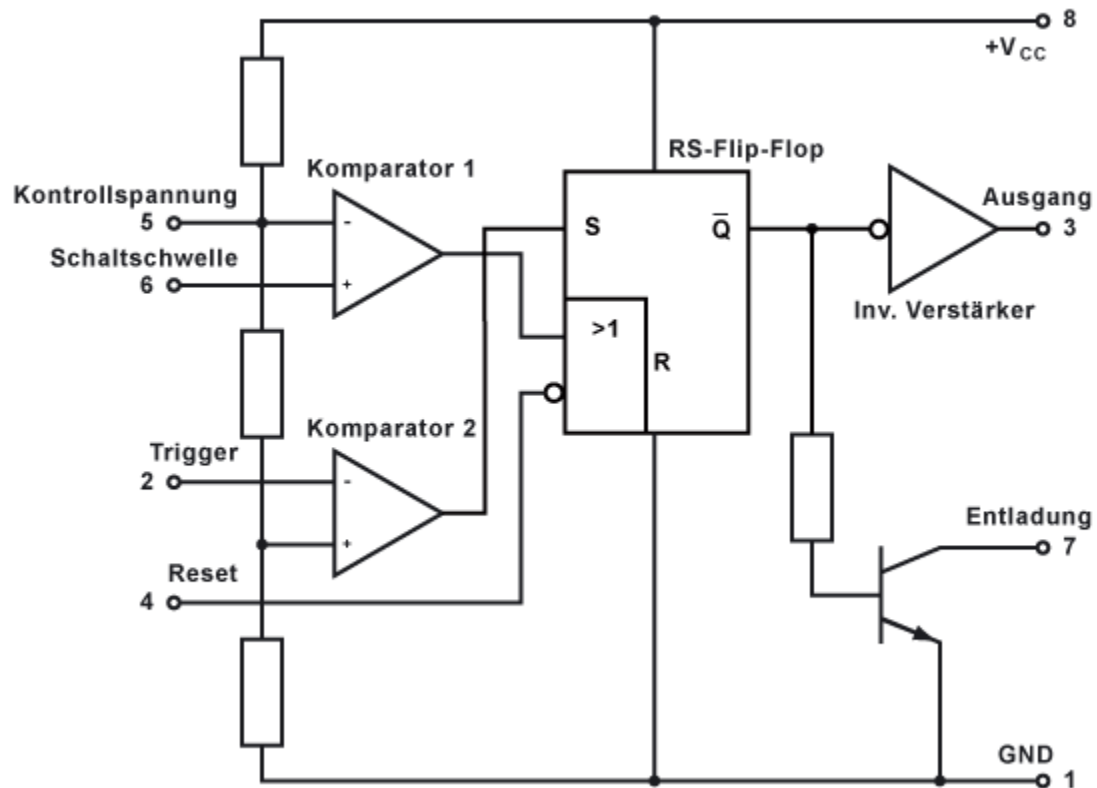 8
+VCC
RS-Flip-Flop
Komparator 1
Kontrollspannung
5
-
Schaltschwelle
6
+
S
Q̅
Ausgang
3
>1
R
Inv. Verstärker
Komparator 2
Trigger
2
-
+
Reset
4
Entladung
7
GND
1